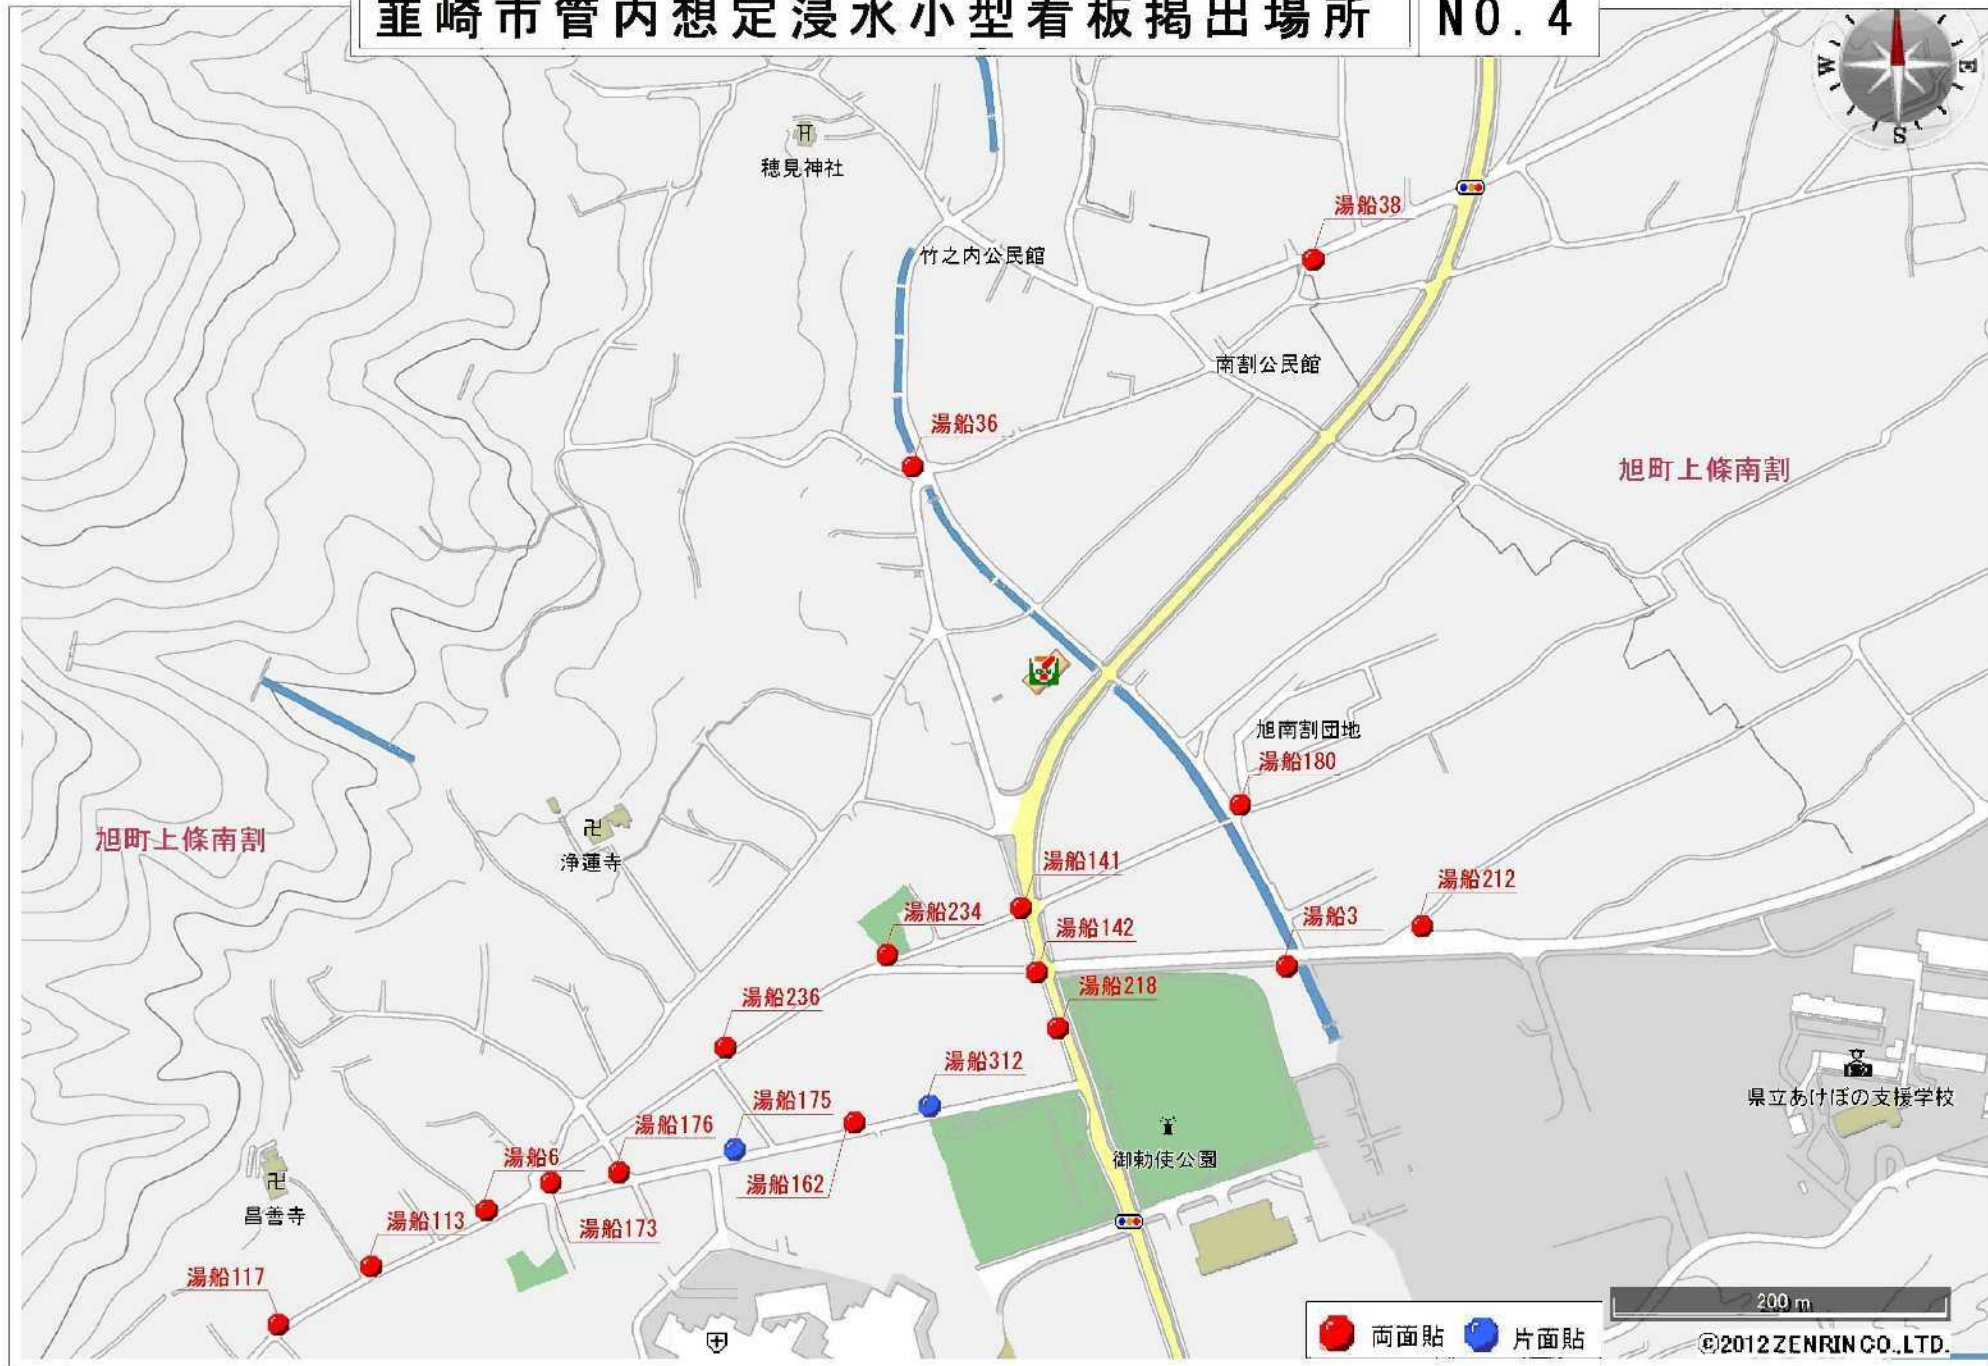 韮崎市管内想定浸水小型看板掲出場所 NO.4
W
E
S
穂見神社
湯船38
竹之内公民館
南割公民館
湯船36
旭町上條南割
旭南割団地
湯船180
旭町上條南割
浄蓮寺
湯船141
湯船212
湯船234
湯船3
湯船142
湯船218
湯船236
湯船312
県立あけぼの支援学校
湯船175
湯船176
御勅使公園
湯船6
湯船162
昌善寺
湯船113
湯船173
湯船117
200 m
両面貼 片面貼
©2012ZENRIN CO.,LTD.